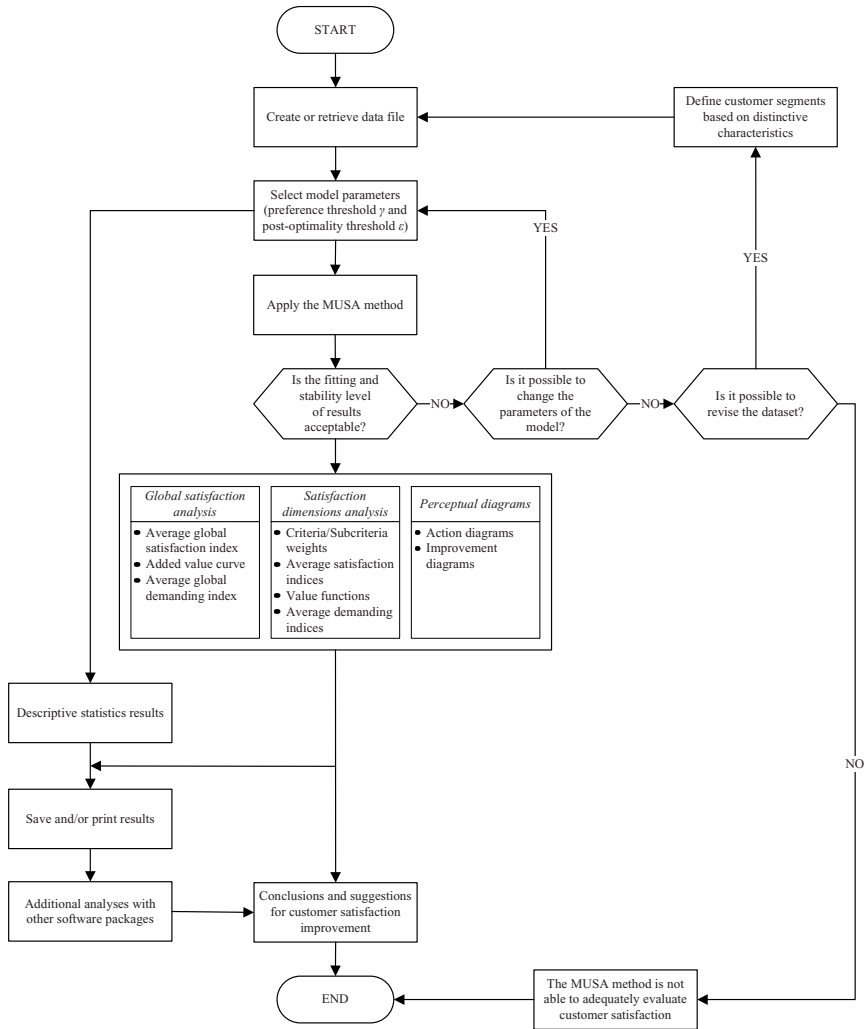 START
Create or retrieve data file
Define customer segments
based on distinctive
characteristics
Select model parameters
(preference threshold γ and
post-optimality threshold ε)
YES
YES
Apply the MUSA method
Is the fitting and
stability level
of results
acceptable?
NO
Is it possible to
change the
parameters of the
model?
NO
Is it possible to
revise the dataset?
Global satisfaction
analysis
• Average global
satisfaction index
• Added value curve
• Average global
demanding index
Satisfaction
dimensions analysis
• Criteria/Subcriteria
weights
• Average satisfaction
indices
• Value functions
• Average demanding
indices
Perceptual diagrams
• Action diagrams
• Improvement
diagrams
Descriptive statistics results
NO
Save and/or print results
Additional analyses with
other software packages
Conclusions and suggestions
for customer satisfaction
improvement
END
The MUSA method is not
able to adequately evaluate
customer satisfaction